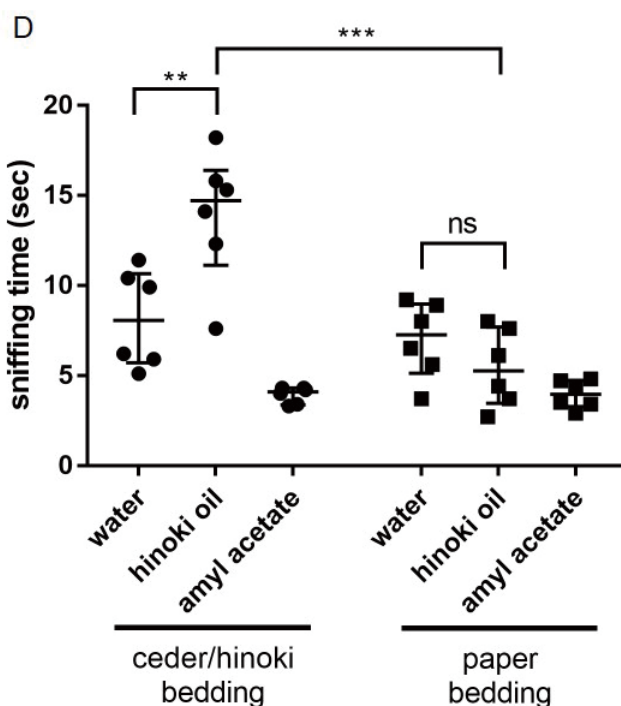 D
***
**
ns
sniffing time (sec)
20
15
10
5
0
water
hinoki oil
amyl acetate
water
hinoki oil
amyl acetate
ceder/hinoki
bedding
paper
bedding